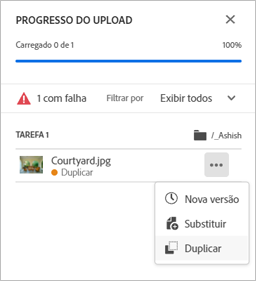 PROGRESSO DO UPLOAD
Carregado 0 de 1 100%
1 com falha Filtrar por Exibir todos
TAREFA 1 /_Ashish
Courtyard.jpg
Duplicar
Nova versão
Substituir
Duplicar